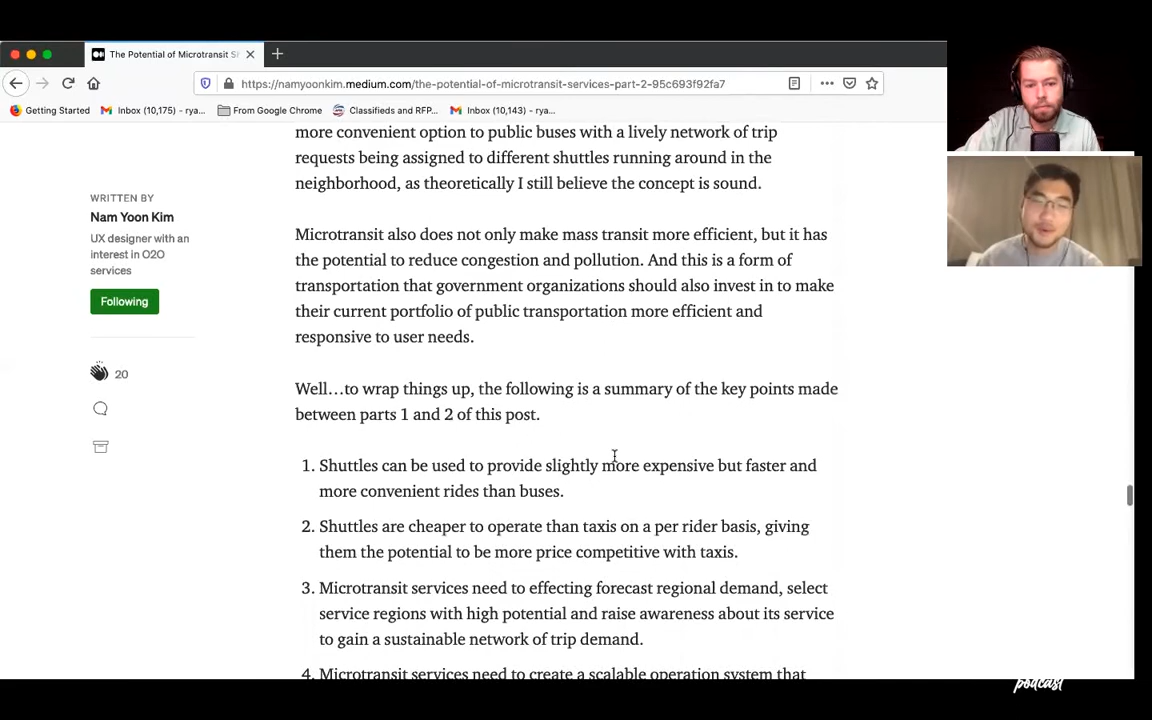 The Potential of Microtransit S
https://namyoonkim.medium.com/the-potential-of-microtransit-services-part-2-95c693f92fa7
Getting Started
Inbox (10,175) - rya...
From Google Chrome
Classifieds and RFP...
Inbox (10,143) - rya...
more convenient option to public buses with a lively network of trip
requests being assigned to different shuttles running around in the
neighborhood, as theoretically I still believe the concept is sound.
WRITTEN BY
Nam Yoon Kim
UX designer with an
interest in O2O
services
Following
20
Microtransit also does not only make mass transit more efficient, but it has
the potential to reduce congestion and pollution. And this is a form of
transportation that government organizations should also invest in to make
their current portfolio of public transportation more efficient and
responsive to user needs.
Well…to wrap things up, the following is a summary of the key points made
between parts 1 and 2 of this post.
1. Shuttles can be used to provide slightly more expensive but faster and
more convenient rides than buses.
2. Shuttles are cheaper to operate than taxis on a per rider basis, giving
them the potential to be more price competitive with taxis.
3. Microtransit services need to effecting forecast regional demand, select
service regions with high potential and raise awareness about its service
to gain a sustainable network of trip demand.
4. Microtransit services need to create a scalable operation system that
podcast